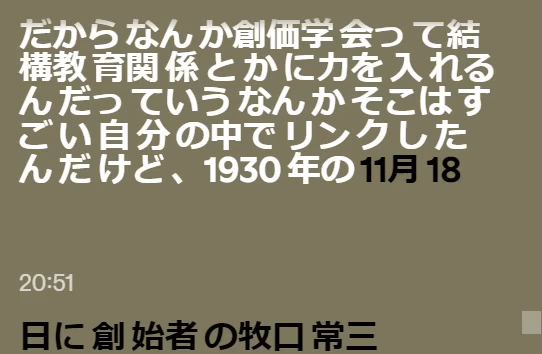 だからなんか創価学会って結
構教育関係とかに力を入れる
んだっていうなんかそこはす
ごい自分の中でリンクした
んだけど、1930年の11月18
20:51
日に創始者の牧口常三